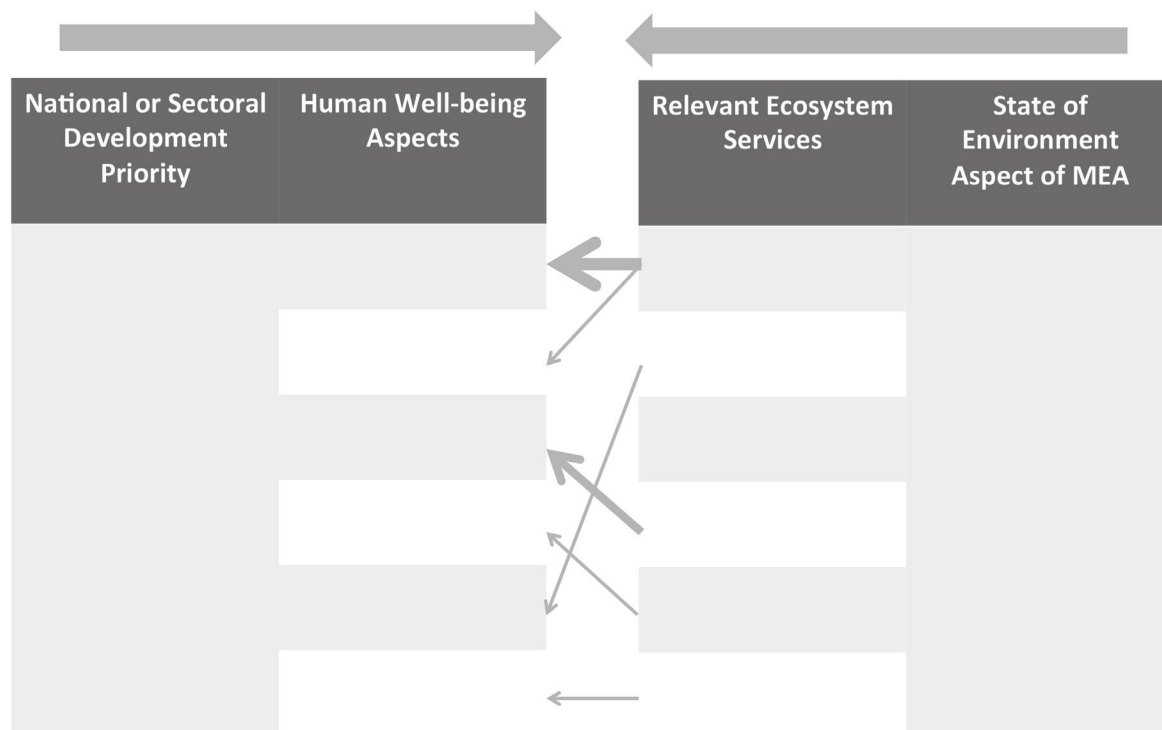 National or Sectoral
Development
Priority
Human Well-being
Aspects
Relevant Ecosystem
Services
State of
Environment
Aspect of MEA